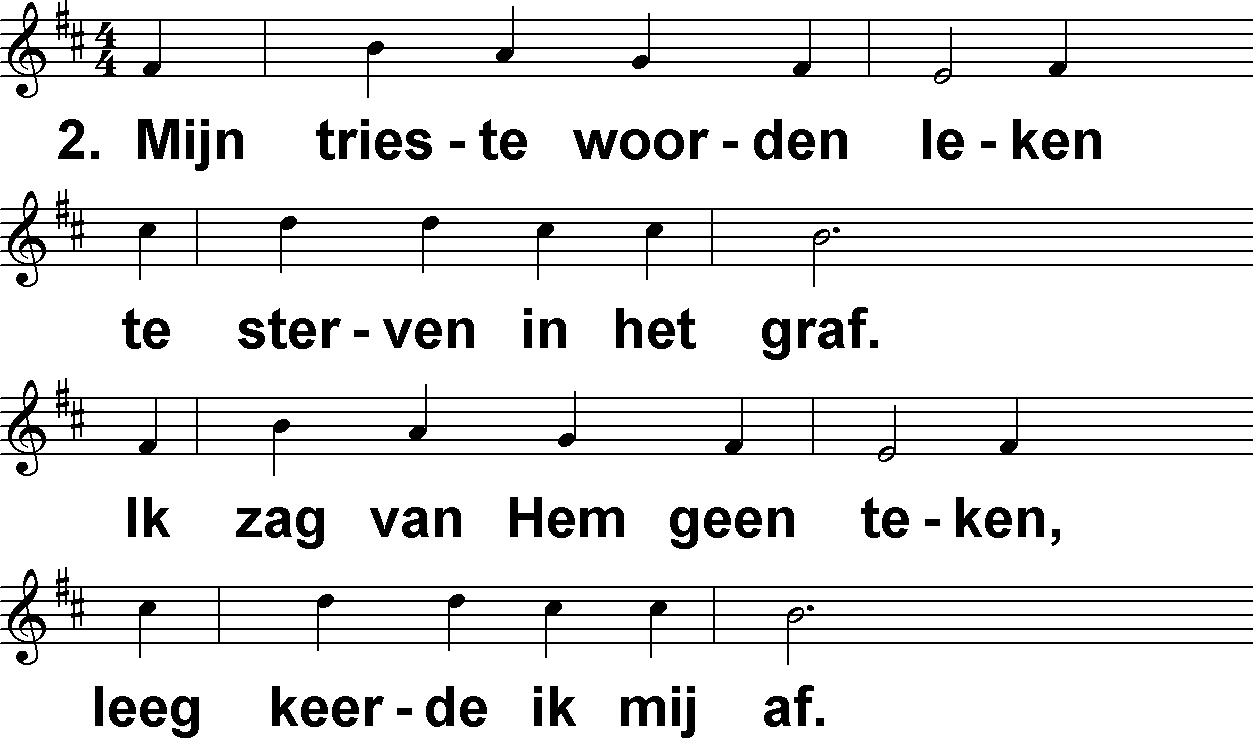 2. Mijn tries - te woor - den le - ken
te ster - ven in het graf.
Ik zag van Hem geen te - ken,
leeg keer - de ik mij af.